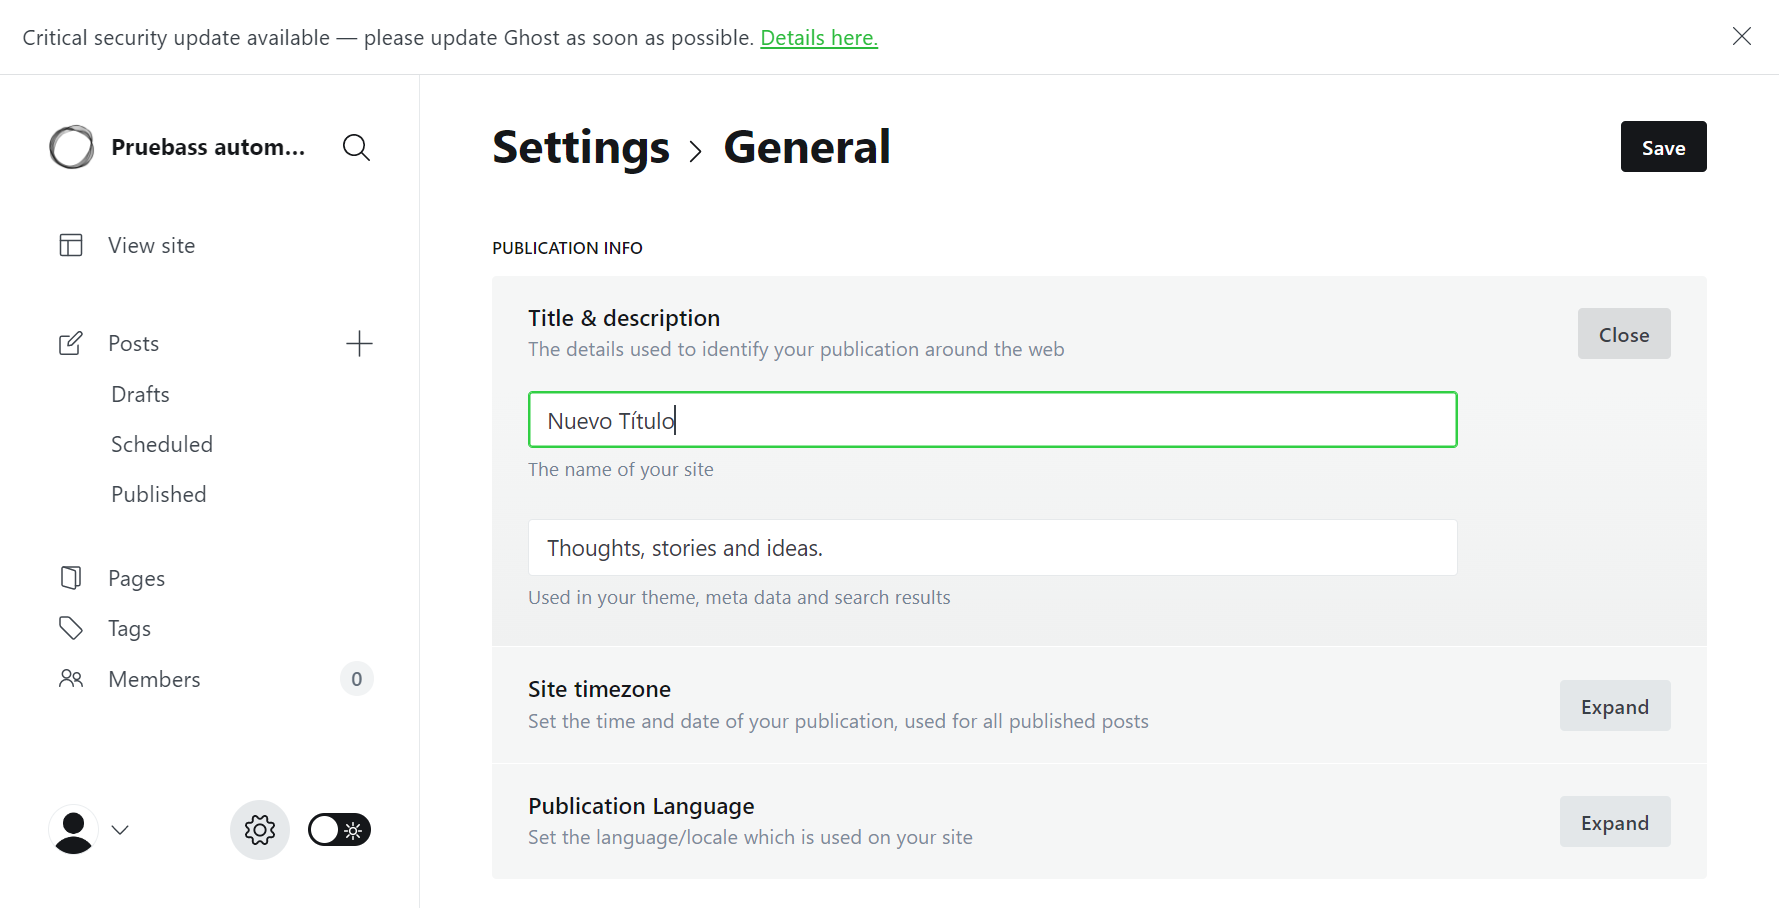 Critical security update available — please update Ghost as soon as possible. Details here.
Pruebass autom...
Settings › General
Save
View site
PUBLICATION INFO
Title & description
The details used to identify your publication around the web
Close
Posts
Drafts
Scheduled
Published
Nuevo Título
The name of your site
Thoughts, stories and ideas.
Used in your theme, meta data and search results
Pages
Tags
Members
0
Site timezone
Set the time and date of your publication, used for all published posts
Expand
Publication Language
Set the language/locale which is used on your site
Expand